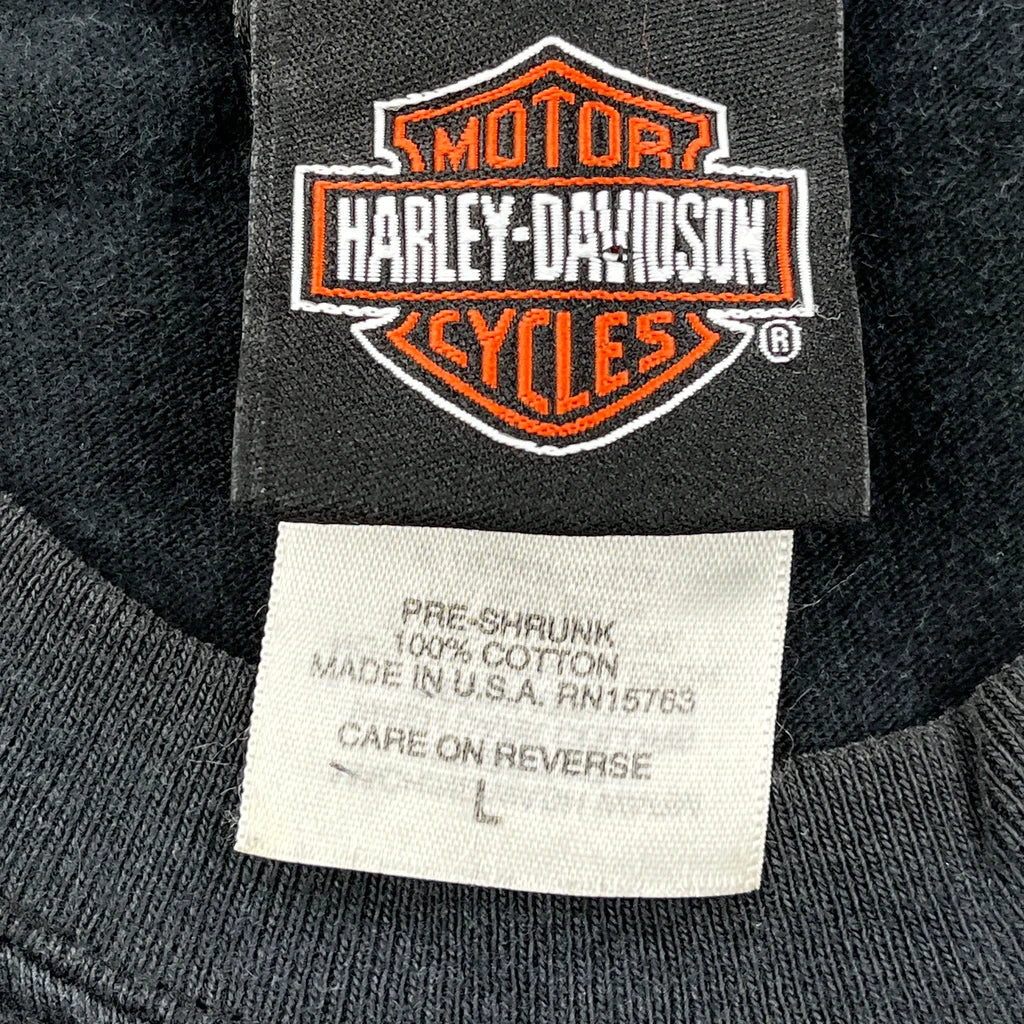 MOTOR
HARLEY-DAVIDSON
CYCLES
®
PRE-SHRUNK
100% COTTON
MADE IN U.S.A. RN15763
CARE ON REVERSE
L